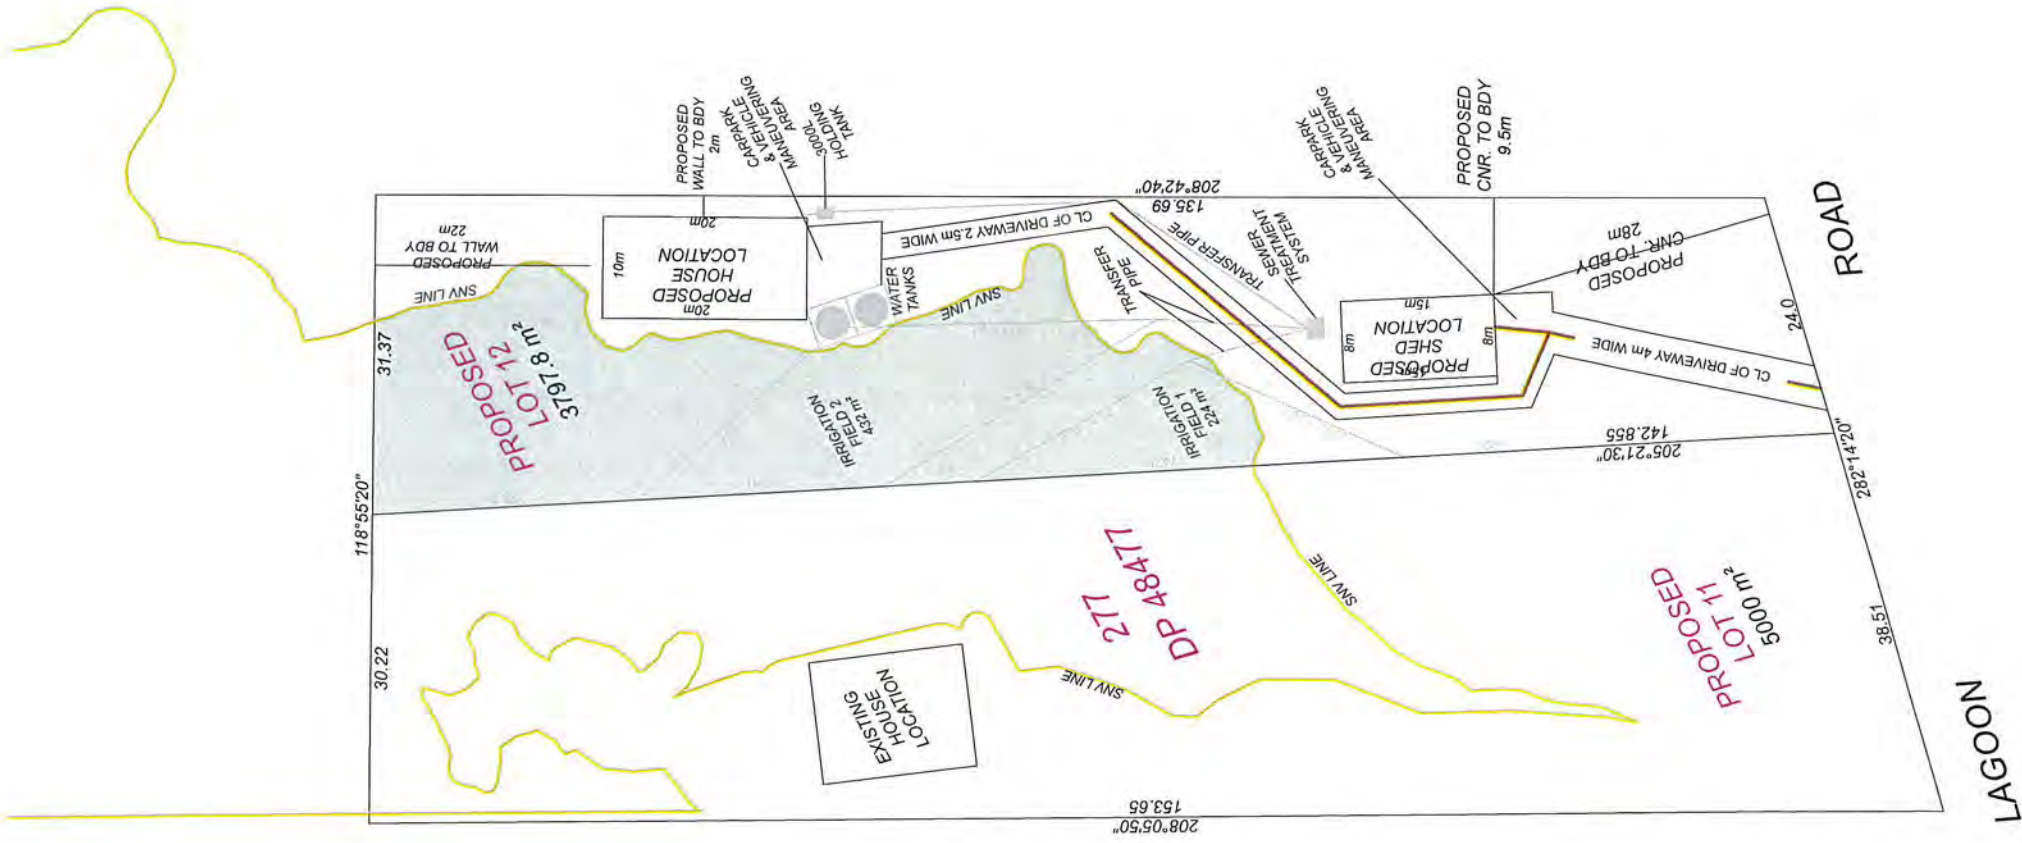 PROPOSED
WALL TO BDY
2m
CARPARK
& VEHICLE
MANEUVERING
AREA
3000L
HOLDING
TANK
PROPOSED
WALL TO BDY
22m
SNV LINE
20m
10m
PROPOSED
HOUSE
LOCATION
20m
WATER
TANKS
CL OF DRIVEWAY 2.5m WIDE
208°42'40"
135.69
TRANSFER PIPE
TRANSFER
PIPE
SEWER
TREATMENT
SYSTEM
CARPARK
& VEHICLE
MANEUVERING
AREA
PROPOSED
CNR. TO BDY
9.5m
PROPOSED
CNR. TO BDY
28m
ROAD
15m
8m
PROPOSED
SHED
LOCATION
8m
15m
CL OF DRIVEWAY 4m WIDE
24.0
31.37
PROPOSED
LOT 12
3797.8 m²
SNV LINE
IRRIGATION
FIELD 2
432 m²
IRRIGATION
FIELD 1
224 m²
142.855
205°21'30"
282°14'20"
118°55'20"
30.22
277
DP 48477
SNV LINE
SNV LINE
EXISTING
HOUSE
LOCATION
PROPOSED
LOT 11
5000 m²
38.51
LAGOON
153.65
208°05'50"